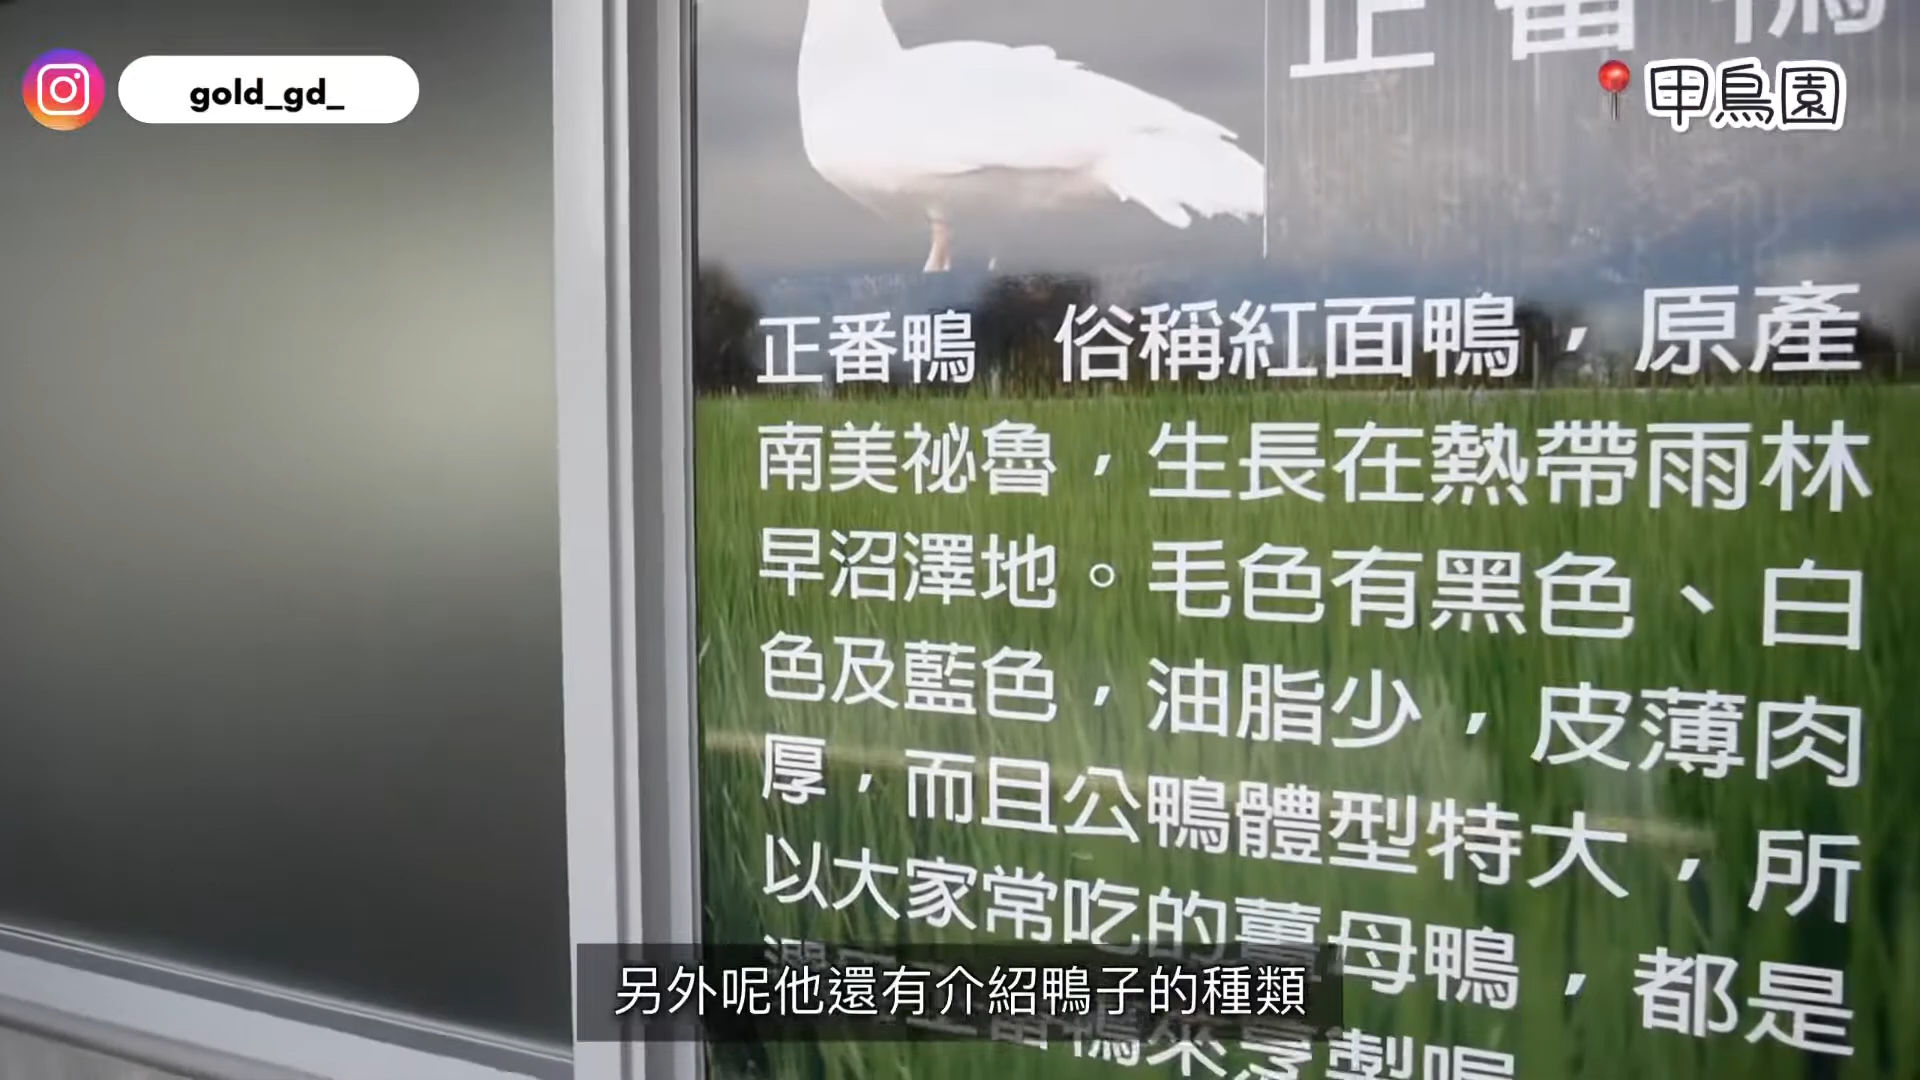 gold_gd_
甲鳥園
正番鴨
正番鴨 俗稱紅面鴨,原產
南美祕魯,生長在熱帶雨林
旱沼澤地。毛色有黑色、白
色及藍色,油脂少,皮薄肉
厚,而且公鴨體型特大,所
以大家常吃的薑母鴨,都是
另外呢他還有介紹鴨子的種類